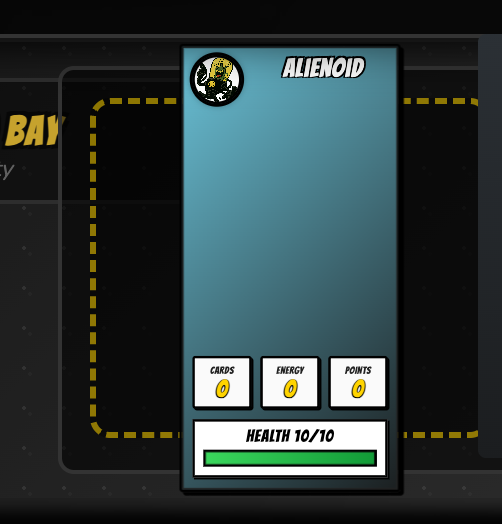 ALIENOID
BAY
CARDS ENERGY POINTS
0 0 0
HEALTH 10/10